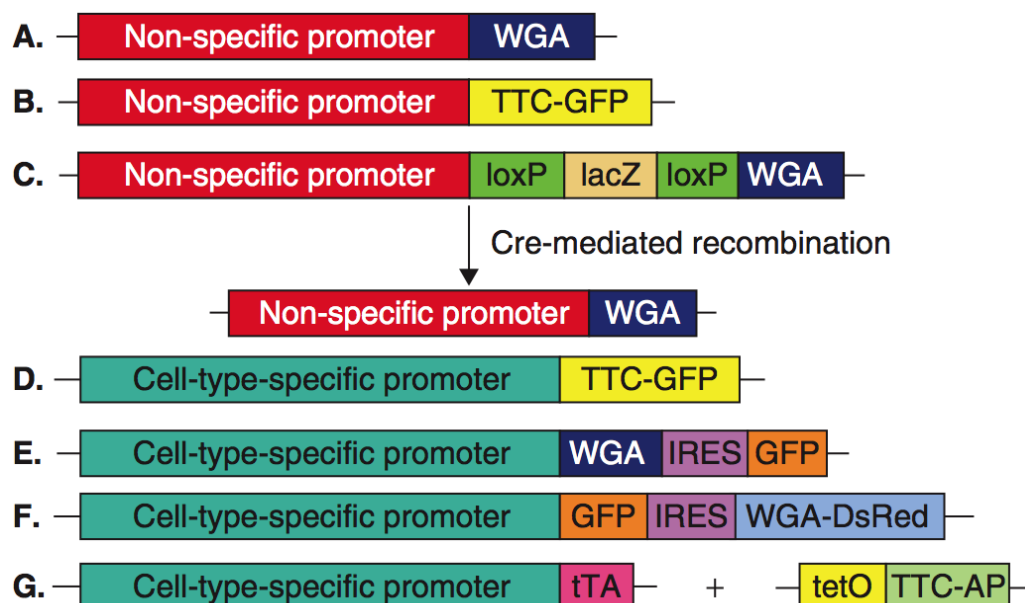 A. Non-specific promoter WGA
B. Non-specific promoter TTC-GFP
C. Non-specific promoter loxP lacZ loxP WGA
Cre-mediated recombination
Non-specific promoter WGA
D. Cell-type-specific promoter TTC-GFP
E. Cell-type-specific promoter WGA IRES GFP
F. Cell-type-specific promoter GFP IRES WGA-DsRed
G. Cell-type-specific promoter tTA + tetO TTC-AP